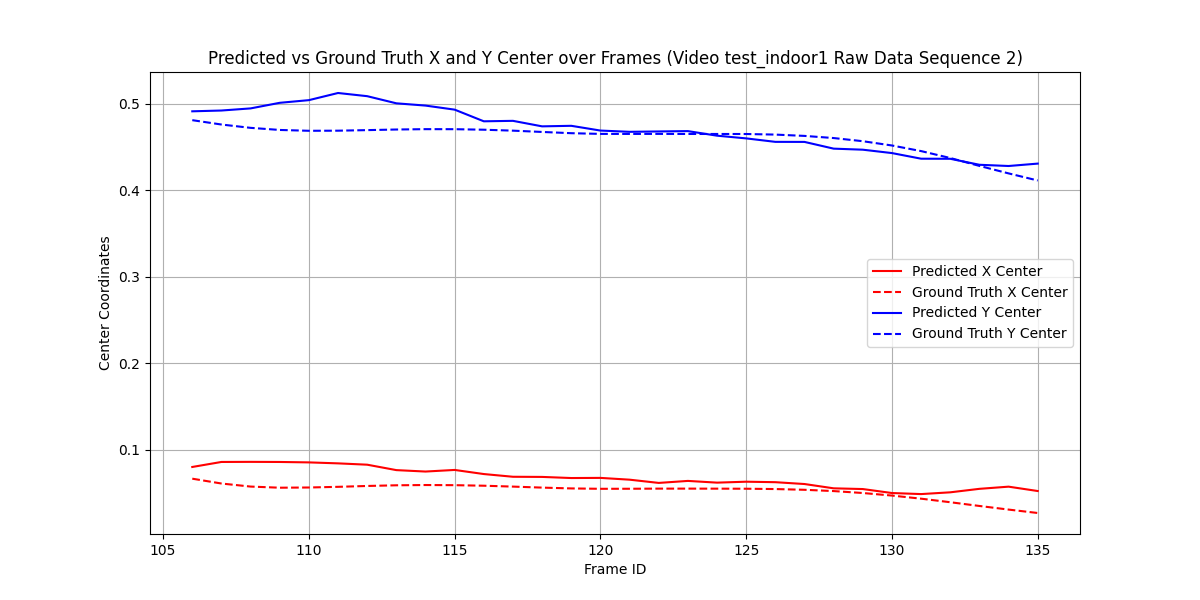 Predicted vs Ground Truth X and Y Center over Frames (Video test_indoor1 Raw Data Sequence 2)
Center Coordinates
0.5
0.4
0.3
0.2
0.1
Predicted X Center
Ground Truth X Center
Predicted Y Center
Ground Truth Y Center
105 110 115 120 125 130 135
Frame ID